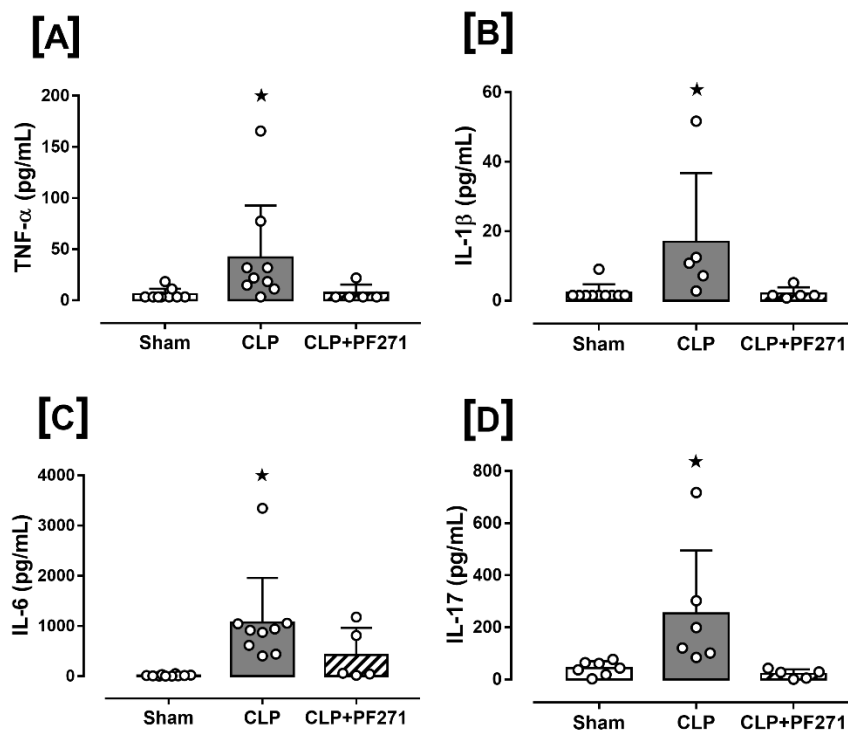 [A]
TNF-α (pg/mL)
200
150
100
50
0
Sham CLP CLP+PF271
[B]
IL-1β (pg/mL)
60
40
20
0
Sham CLP CLP+PF271
[C]
IL-6 (pg/mL)
4000
3000
2000
1000
0
Sham CLP CLP+PF271
[D]
IL-17 (pg/mL)
800
600
400
200
0
Sham CLP CLP+PF271